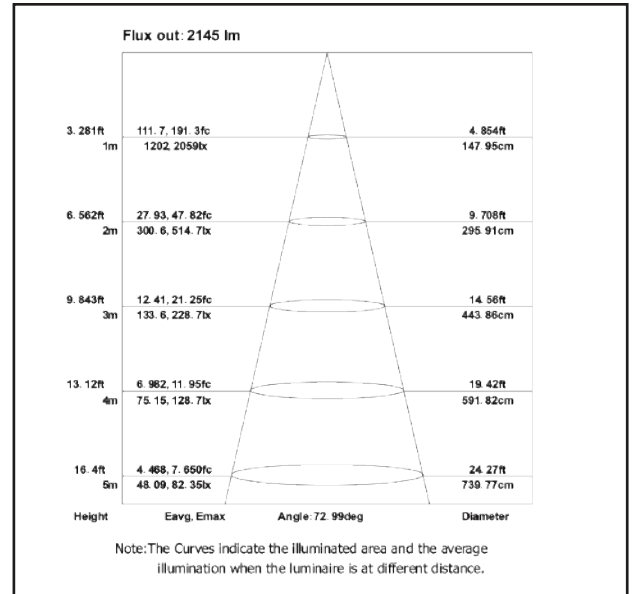 Flux out: 2145 lm
3.281ft 111.7, 191.3fc 4.854ft
1m 1202, 2059lx 147.95cm
6.562ft 27.93, 47.82fc 9.708ft
2m 300.6, 514.7lx 295.91cm
9.843ft 12.41, 21.25fc 14.56ft
3m 133.6, 228.7lx 443.86cm
13.12ft 6.982, 11.95fc 19.42ft
4m 75.15, 128.7lx 591.82cm
16.4ft 4.468, 7.650fc 24.27ft
5m 48.09, 82.35lx 739.77cm
Height Eavg, Emax Angle: 72.99deg Diameter
Note:The Curves indicate the illuminated area and the average
illumination when the luminaire is at different distance.